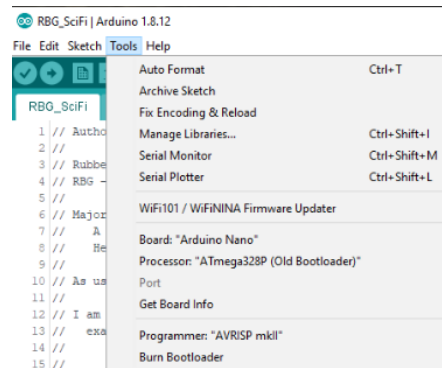 RBG_SciFi | Arduino 1.8.12
File Edit Sketch Tools Help
RBG_SciFi
Auto Format Ctrl+T
Archive Sketch
Fix Encoding & Reload
Manage Libraries... Ctrl+Shift+I
Serial Monitor Ctrl+Shift+M
Serial Plotter Ctrl+Shift+L
WiFi101 / WiFiNINA Firmware Updater
Board: "Arduino Nano"
Processor: "ATmega328P (Old Bootloader)"
Port
Get Board Info
Programmer: "AVRISP mkII"
Burn Bootloader
1 // Autho
2 //
3 // Rubbe
4 // RBG -
5 //
6 // Major
7 // A
8 // He
9 //
10 // As us
11 //
12 // I am
13 // exa
14 //
15 //